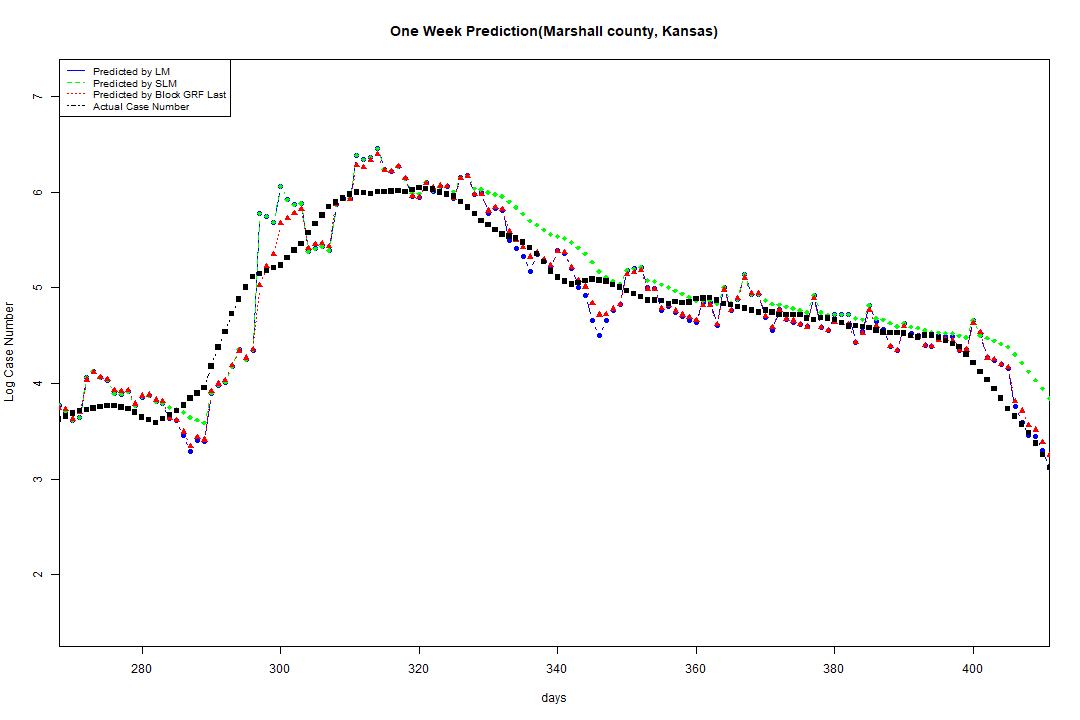 One Week Prediction(Marshall county, Kansas)
Predicted by LM
Predicted by SLM
Predicted by Block GRF Last
Actual Case Number
7
6
5
4
3
2
Log Case Number
280 300 320 340 360 380 400
days